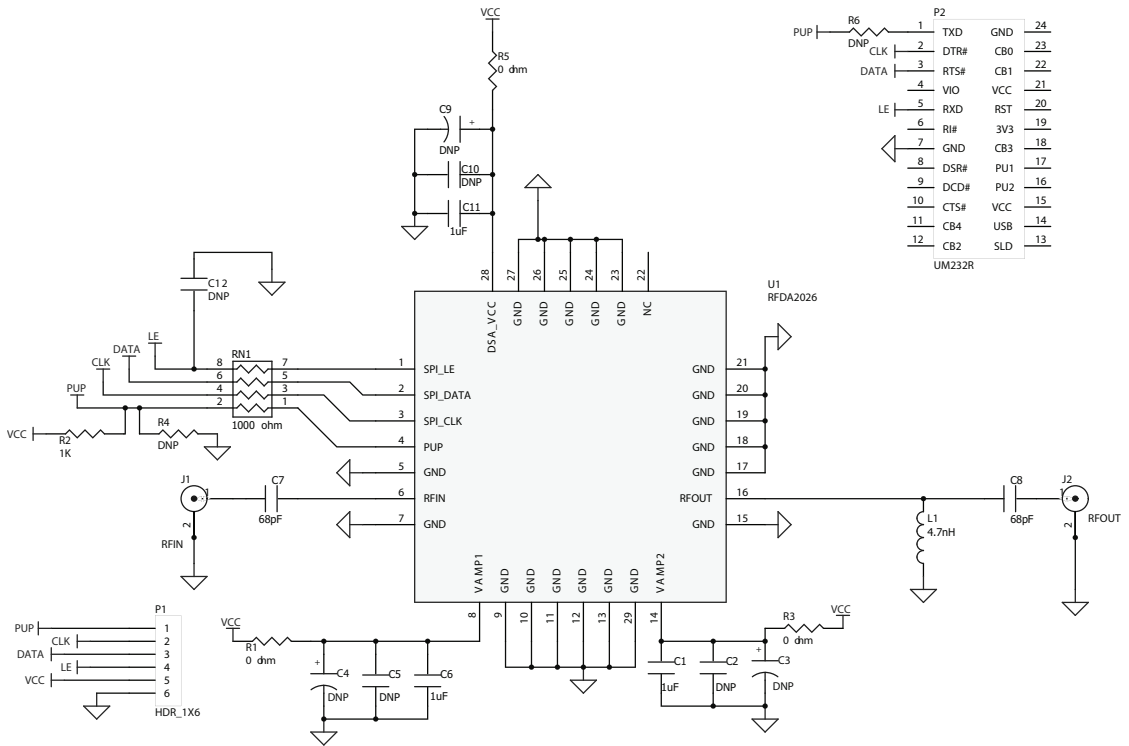 VCC
R5
0 ohm
C9
+
DNP
C10
DNP
C11
1uF
PUP
R6
DNP
CLK
DATA
LE
P2
1 TXD GND 24
2 DTR# CB0 23
3 RTS# CB1 22
4 VIO VCC 21
5 RXD RST 20
6 RI# 3V3 19
7 GND CB3 18
8 DSR# PU1 17
9 DCD# PU2 16
10 CTS# VCC 15
11 CB4 USB 14
12 CB2 SLD 13
UM232R
C12
DNP
28 27 26 25 24 23 22
DSA_VCC GND GND GND GND GND NC
U1
RFDA2026
LE
DATA
CLK
PUP
RN1
8 7
6 5
4 3
2 1
1000 ohm
VCC
R2
1K
R4
DNP
1 SPI_LE
2 SPI_DATA
3 SPI_CLK
4 PUP
5 GND
6 RFIN
7 GND
GND 21
GND 20
GND 19
GND 18
GND 17
RFOUT 16
GND 15
J1
1
2
RFIN
C7
68pF
L1
4.7nH
C8
68pF
J2
1
2
RFOUT
VAMP1 GND GND GND GND GND GND VAMP2
8 9 10 11 12 13 29 14
P1
PUP 1
CLK 2
DATA 3
LE 4
VCC 5
6
HDR_1X6
VCC
R1
0 ohm
+
C4
DNP
C5
DNP
C6
1uF
C1
1uF
C2
DNP
+
C3
DNP
R3
0 ohm
VCC